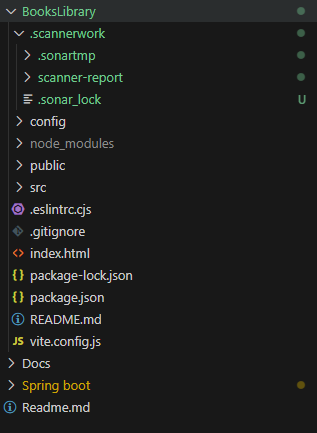 BooksLibrary
.scannerwork
.sonartmp
scanner-report
.sonar_lock U
config
node_modules
public
src
.eslintrc.cjs
.gitignore
index.html
{} package-lock.json
{} package.json
README.md
JS vite.config.js
Docs
Spring boot
Readme.md